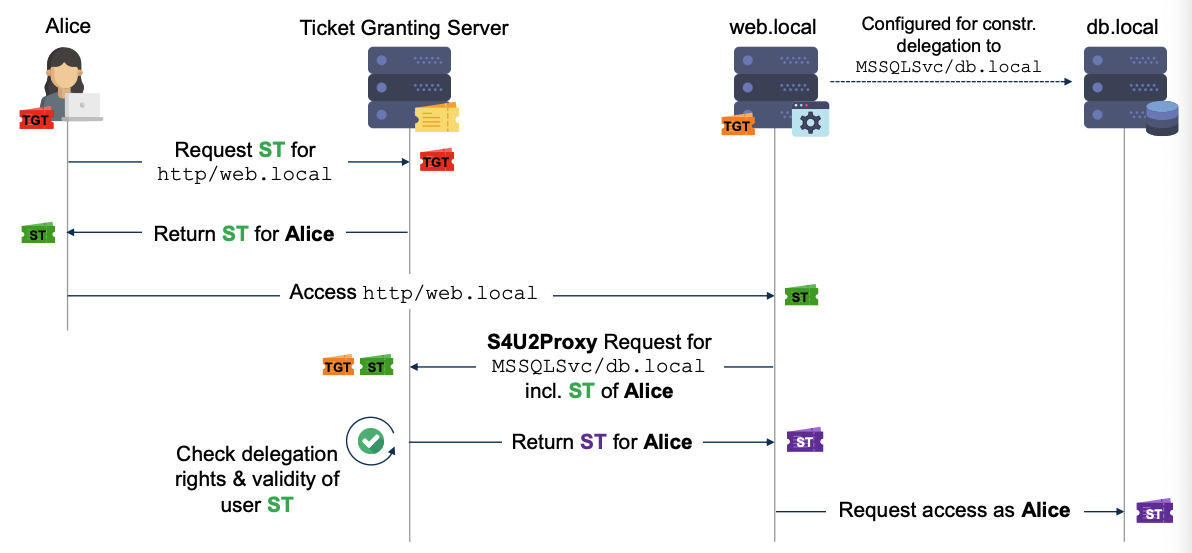 Alice
Ticket Granting Server
web.local
Configured for constr.
delegation to
MSSQLSvc/db.local
db.local
TGT
TGT
Request ST for
http/web.local
TGT
ST
Return ST for Alice
Access http/web.local
ST
S4U2Proxy Request for
MSSQLSvc/db.local
incl. ST of Alice
TGT
ST
Check delegation
rights & validity of
user ST
Return ST for Alice
ST
Request access as Alice
ST